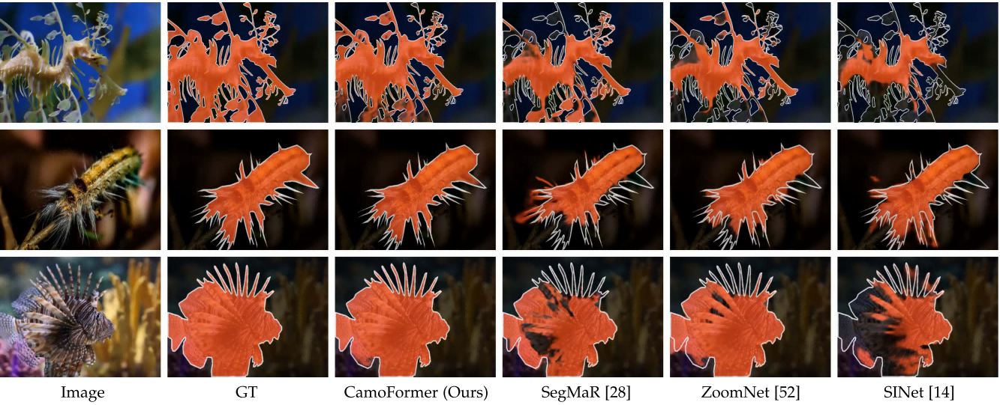 Image GT CamoFormer (Ours) SegMaR [28] ZoomNet [52] SINet [14]